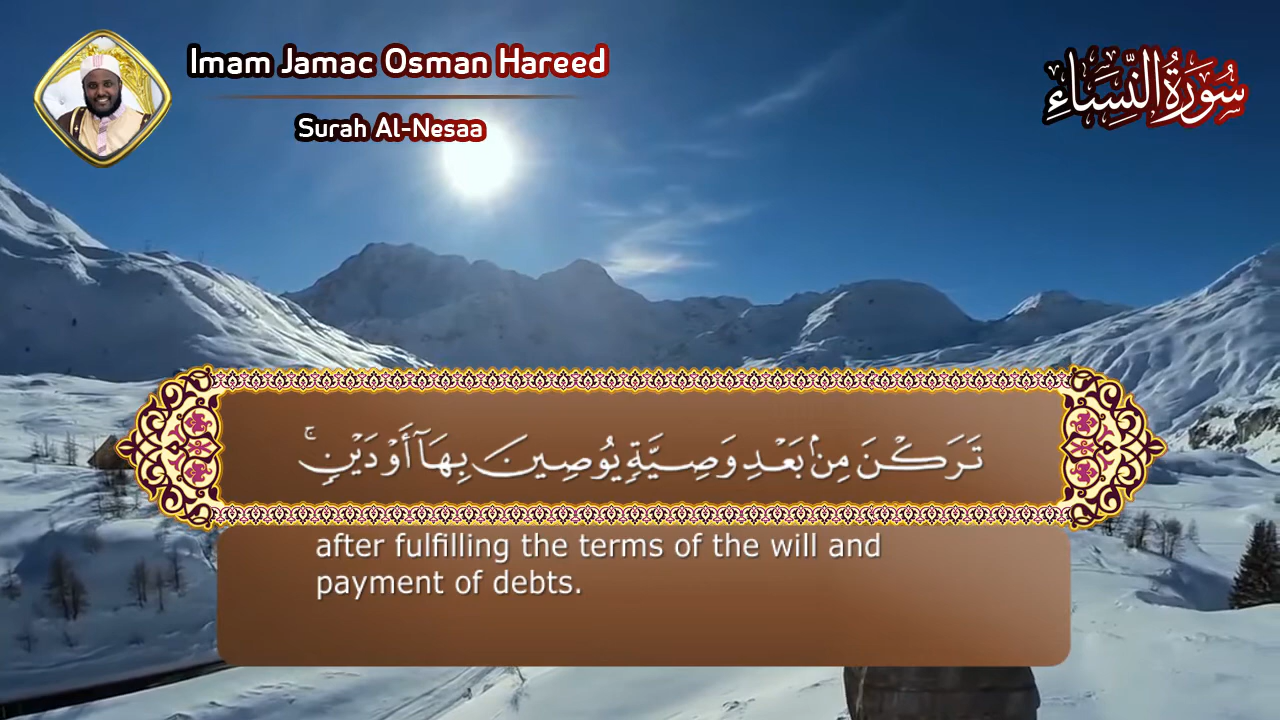 Imam Jamac Osman Hareed
Surah Al-Nesaa
سُورَةُ النِّسَاءِ
تَرَكْنَ مِنۢ بَعْدِ وَصِيَّةٍ يُوصِينَ بِهَآ أَوْ دَيْنٍ ۚ
after fulfilling the terms of the will and
payment of debts.